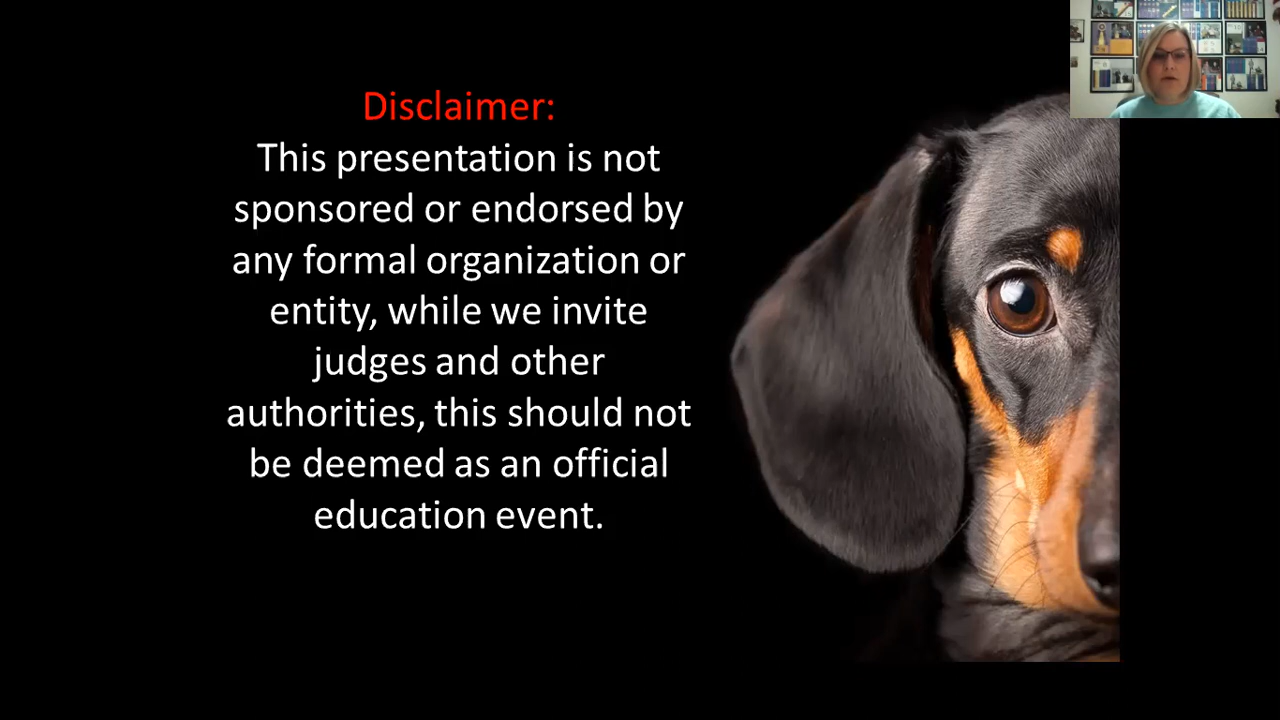 Disclaimer:
This presentation is not
sponsored or endorsed by
any formal organization or
entity, while we invite
judges and other
authorities, this should not
be deemed as an official
education event.